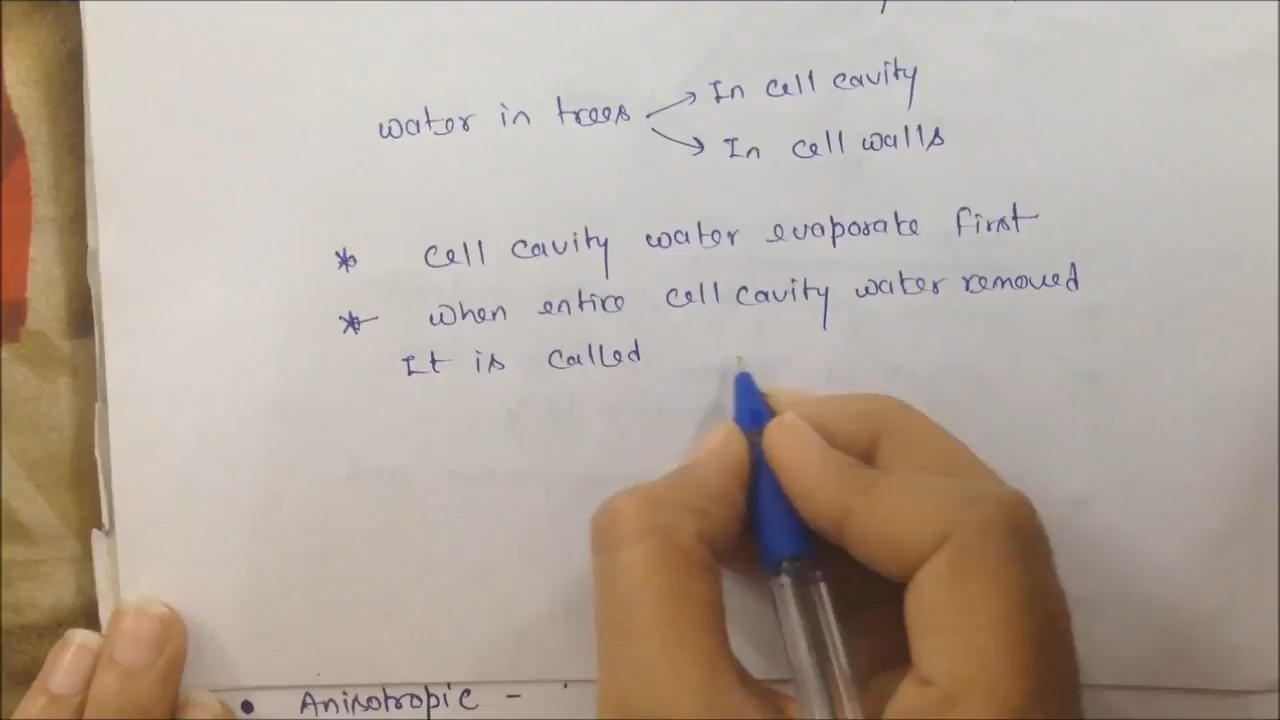 water in trees → In cell cavity
→ In cell walls
* cell cavity water evaporate first
* when entire cell cavity water removed
It is called
• Anisotropic -